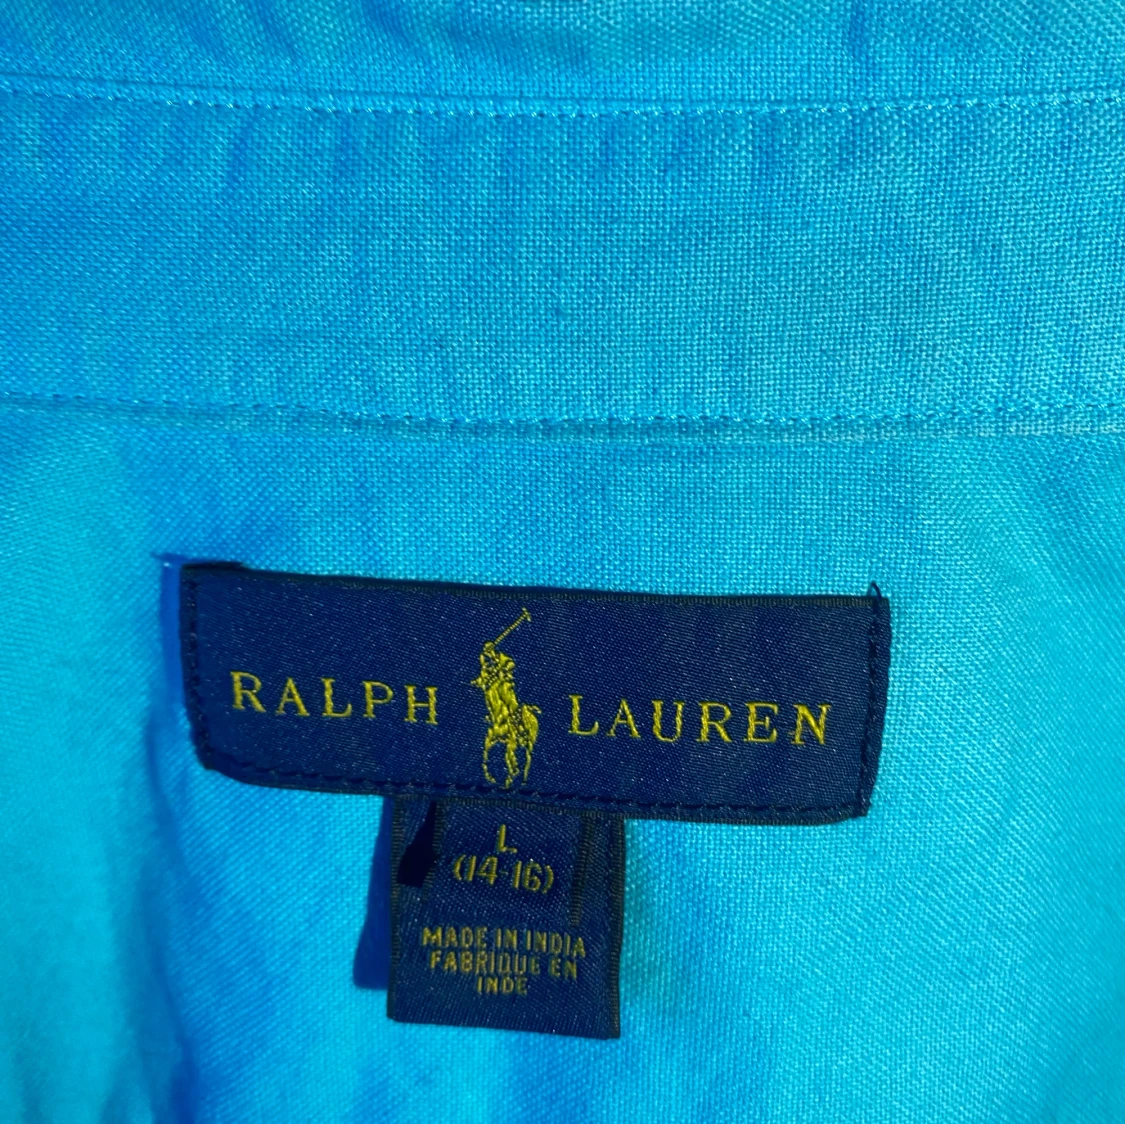 RALPH LAUREN
L
(14-16)
MADE IN INDIA
FABRIQUE EN
INDE